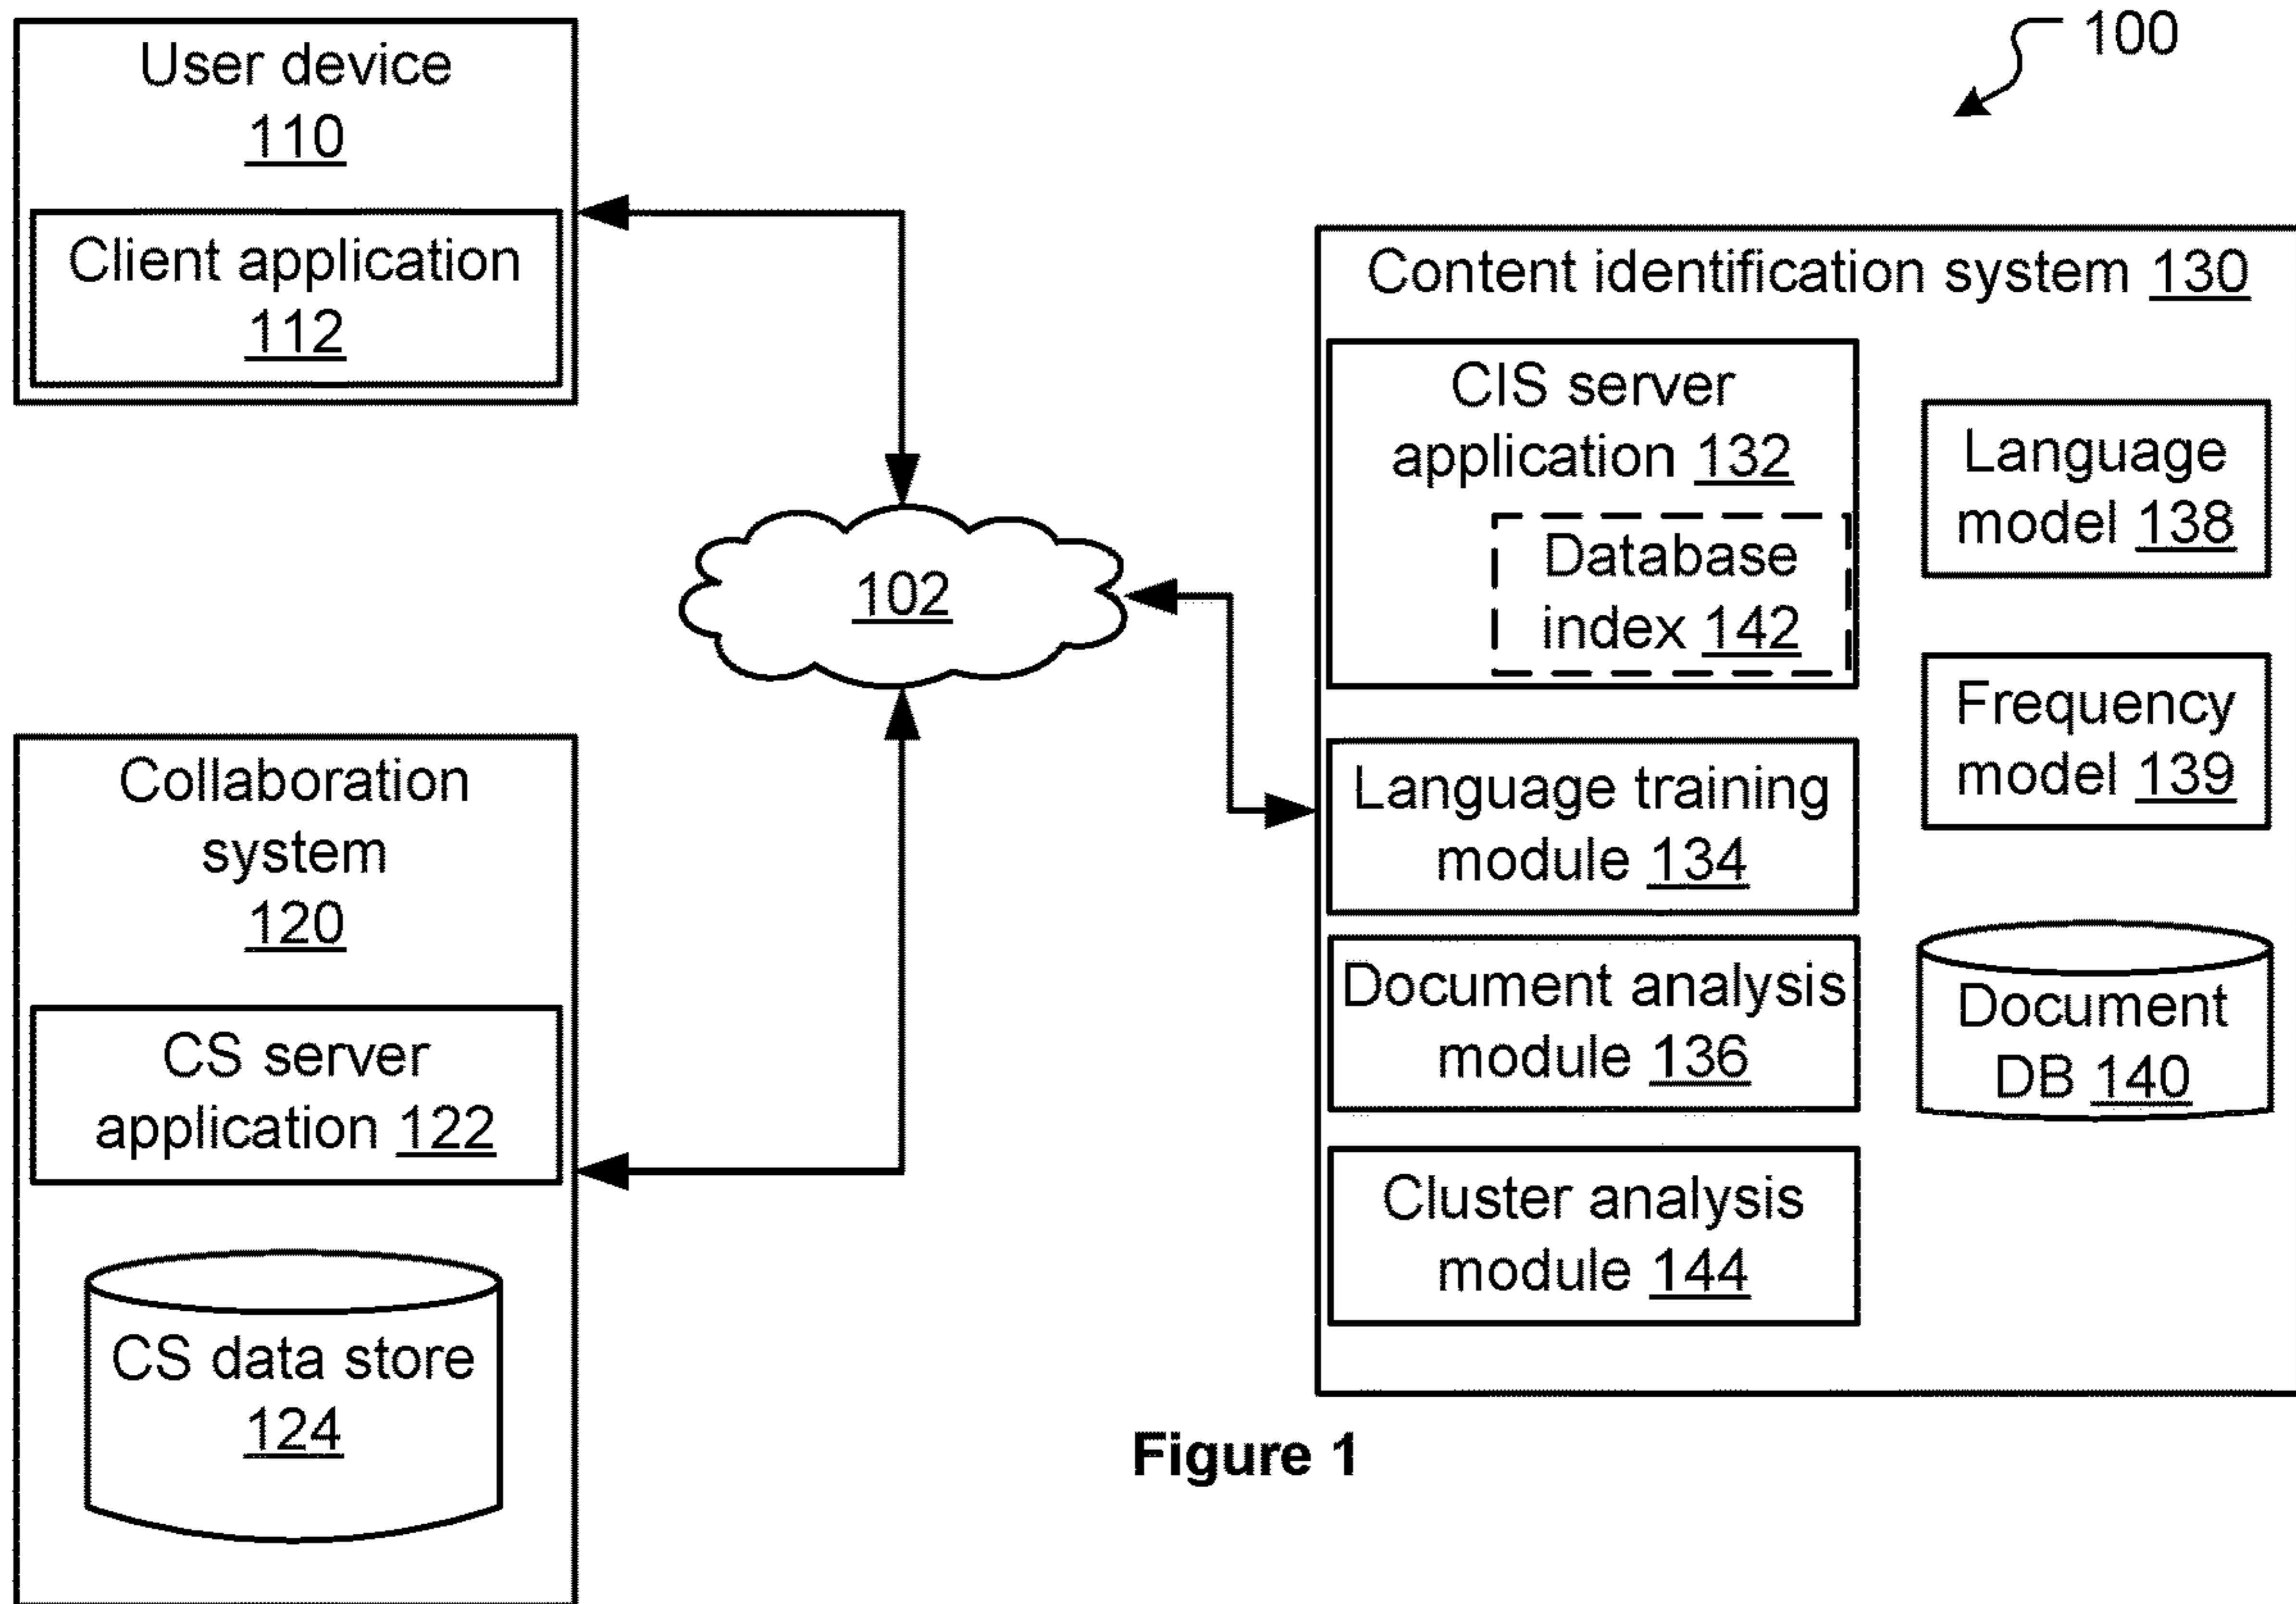 100
User device
110
Client application
112
102
Collaboration
system
120
CS server
application 122
CS data store
124
Content identification system 130
CIS server
application 132
Database
index 142
Language training
module 134
Document analysis
module 136
Cluster analysis
module 144
Language
model 138
Frequency
model 139
Document
DB 140
Figure 1